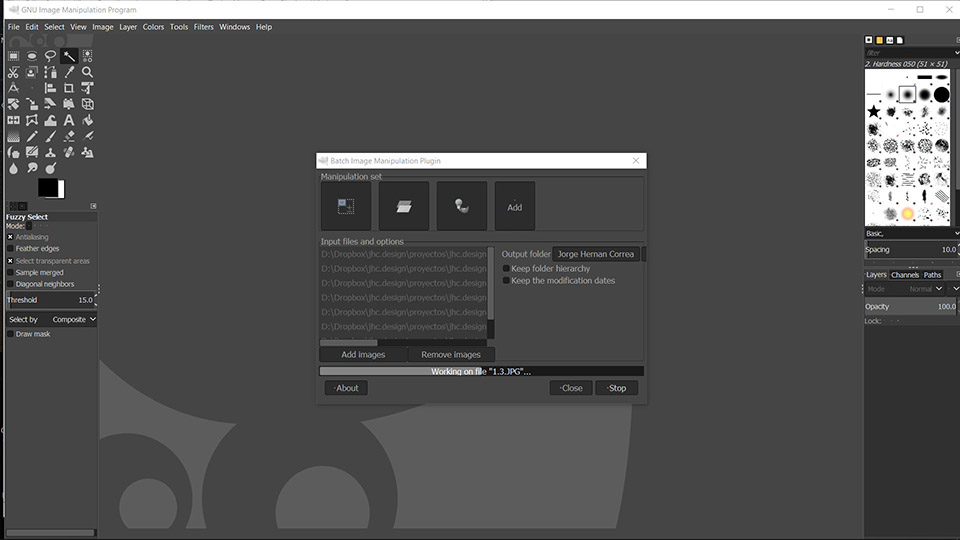 GNU Image Manipulation Program
File Edit Select View Image Layer Colors Tools Filters Windows Help
filter
2. Hardness 050 (51 × 51)
Basic,
Spacing 10.0
Layers Channels Paths
Mode Normal
Opacity 100.0
Lock:
Fuzzy Select
Mode:
Antialiasing
Feather edges
Select transparent areas
Sample merged
Diagonal neighbors
Threshold 15.0
Select by Composite
Draw mask
Batch Image Manipulation Plugin
Manipulation set
Add
Input files and options
D:\Dropbox\jhc.design\proyectos\jhc.design
D:\Dropbox\jhc.design\proyectos\jhc.design
D:\Dropbox\jhc.design\proyectos\jhc.design
D:\Dropbox\jhc.design\proyectos\jhc.design
D:\Dropbox\jhc.design\proyectos\jhc.design
D:\Dropbox\jhc.design\proyectos\jhc.design
Output folder Jorge Hernan Correa
Keep folder hierarchy
Keep the modification dates
Add images Remove images
Working on file "1.3.JPG"...
About Close Stop